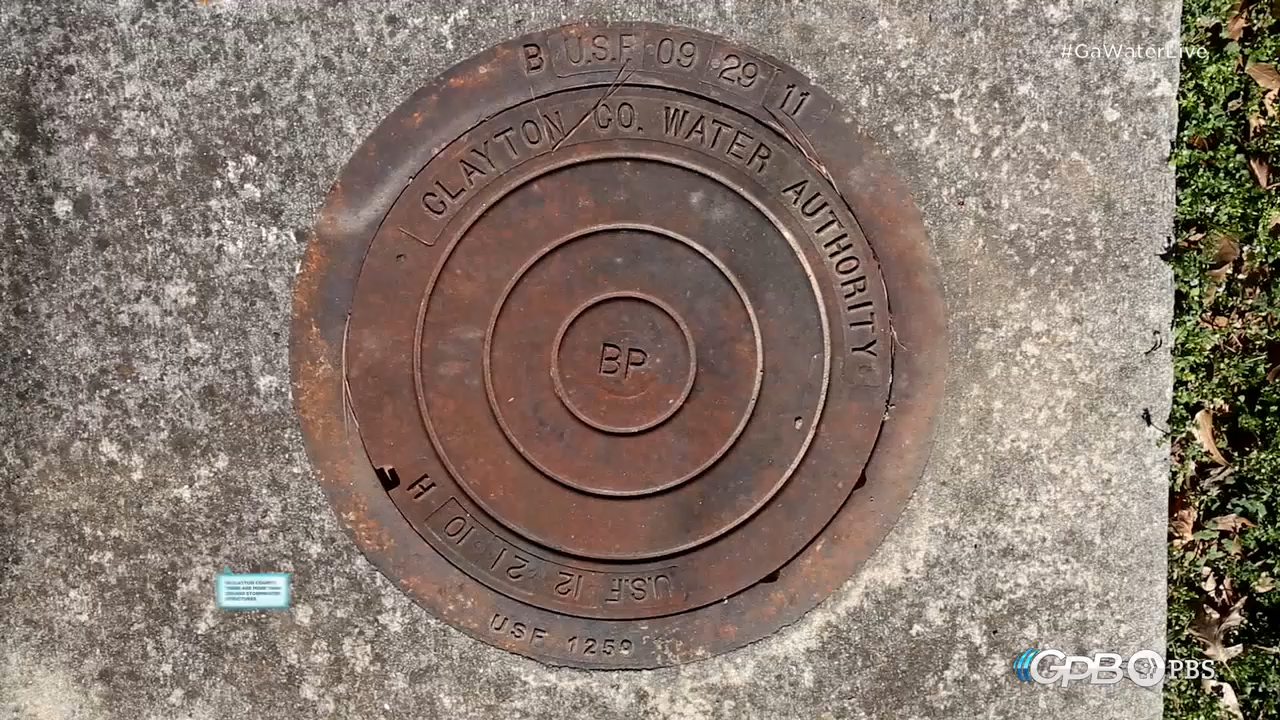 #GaWaterLive
B U.S.F. 09 29 11
CLAYTON CO. WATER AUTHORITY
BP
H 10 21 12 U.S.F.
USF 1259
GPB PBS